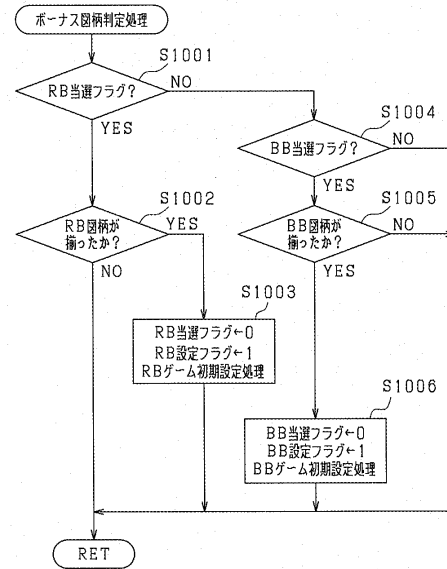 ボーナス図柄判定処理
S1001
RB当選フラグ?
NO
YES
S1004
BB当選フラグ?
NO
YES
S1002
RB図柄が
揃ったか?
YES
NO
S1005
BB図柄が
揃ったか?
NO
YES
S1003
RB当選フラグ←0
RB設定フラグ←1
RBゲーム初期設定処理
S1006
BB当選フラグ←0
BB設定フラグ←1
BBゲーム初期設定処理
RET